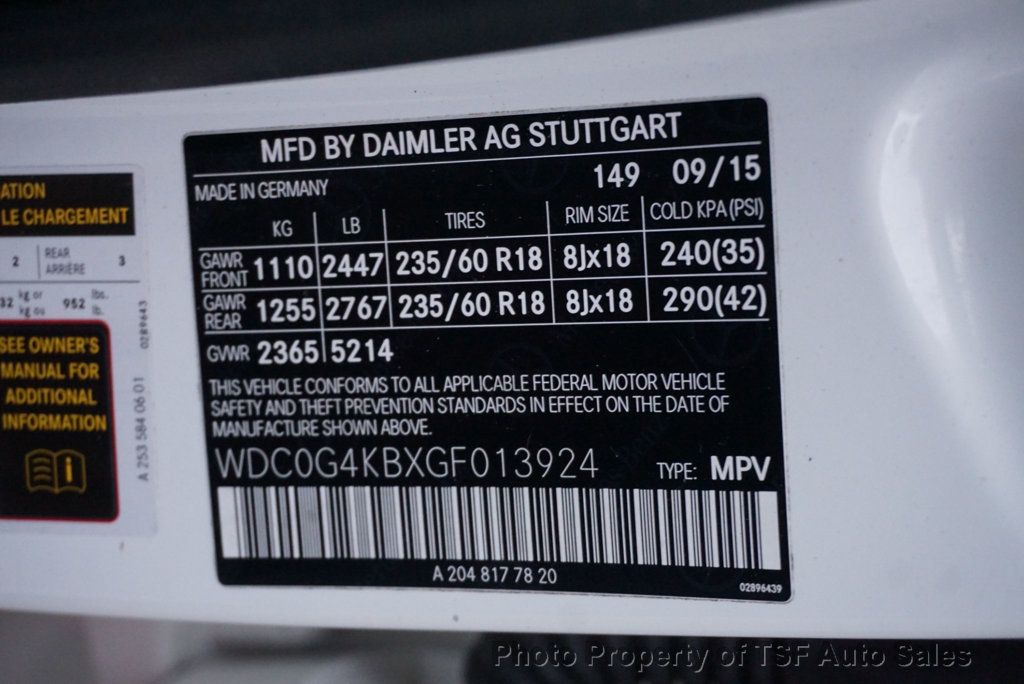 ATION
LE CHARGEMENT
2 REAR ARRIÈRE 3
32 kg or kg ou 952 lbs. lb.
SEE OWNER'S
MANUAL FOR
ADDITIONAL
INFORMATION
A 253 584 06 01
0289643
MFD BY DAIMLER AG STUTTGART
MADE IN GERMANY 149 09/15
KG LB TIRES RIM SIZE COLD KPA (PSI)
GAWR FRONT 1110 2447 235/60 R18 8Jx18 240(35)
GAWR REAR 1255 2767 235/60 R18 8Jx18 290(42)
GVWR 2365 5214
THIS VEHICLE CONFORMS TO ALL APPLICABLE FEDERAL MOTOR VEHICLE
SAFETY AND THEFT PREVENTION STANDARDS IN EFFECT ON THE DATE OF
MANUFACTURE SHOWN ABOVE.
WDC0G4KBXGF013924 TYPE: MPV
A 204 817 78 20
02896439
Photo Property of TSF Auto Sales